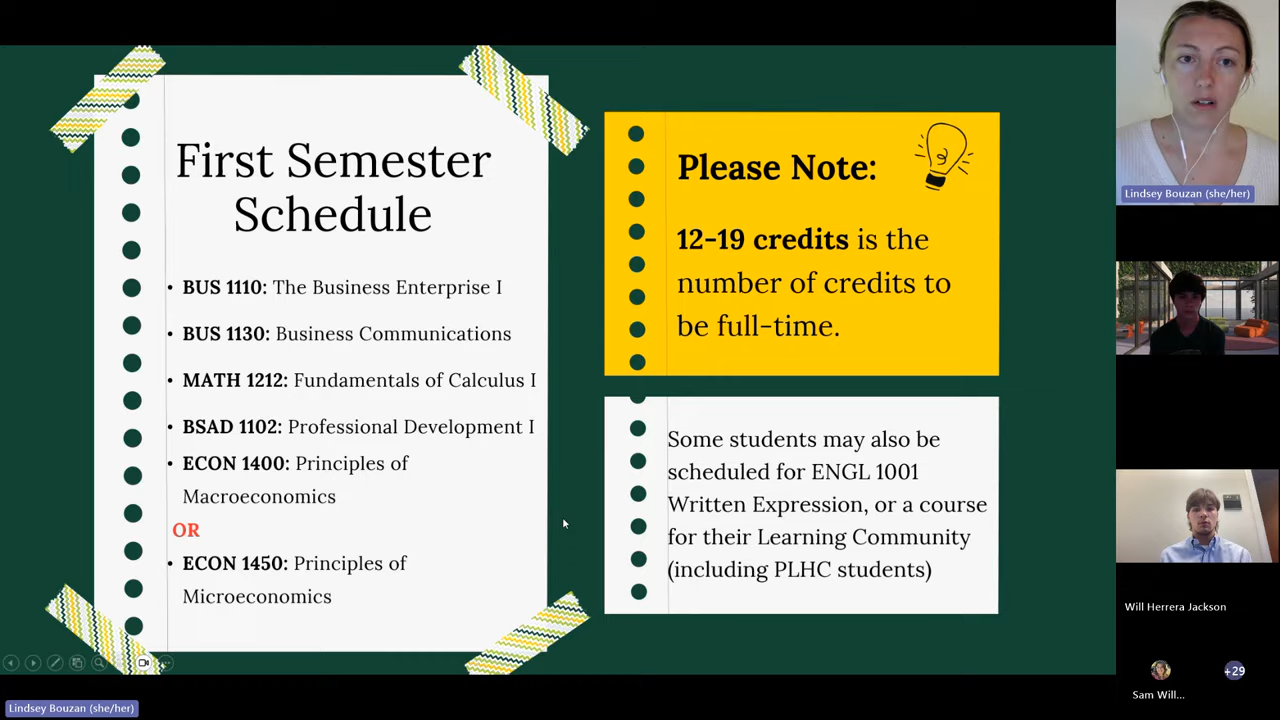 First Semester
Schedule
• BUS 1110: The Business Enterprise I
• BUS 1130: Business Communications
• MATH 1212: Fundamentals of Calculus I
• BSAD 1102: Professional Development I
• ECON 1400: Principles of
Macroeconomics
OR
• ECON 1450: Principles of
Microeconomics
Please Note:
12-19 credits is the
number of credits to
be full-time.
Some students may also be
scheduled for ENGL 1001
Written Expression, or a course
for their Learning Community
(including PLHC students)
Lindsey Bouzan (she/her)
Will Herrera Jackson
Sam Will...
+29
Lindsey Bouzan (she/her)